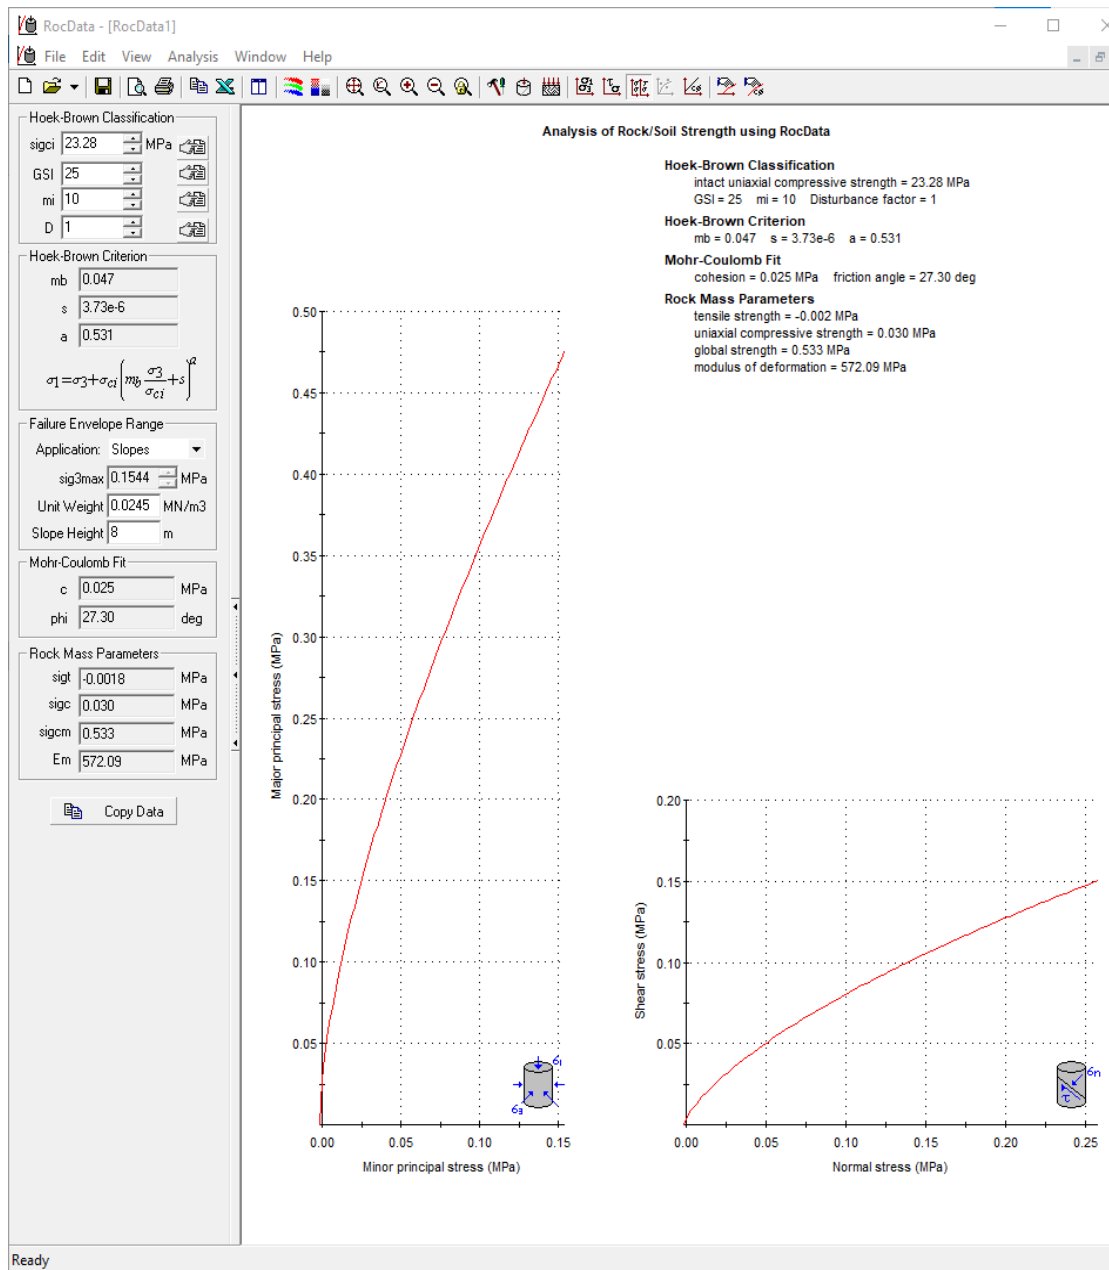 RocData - [RocData1]
File Edit View Analysis Window Help
Hoek-Brown Classification
sigci 23.28 MPa
GSI 25
mi 10
D 1
Hoek-Brown Criterion
mb 0.047
s 3.73e-6
a 0.531
σ1=σ3+σci(mb σ3/σci+s)^a
Failure Envelope Range
Application: Slopes
sig3max 0.1544 MPa
Unit Weight 0.0245 MN/m3
Slope Height 8 m
Mohr-Coulomb Fit
c 0.025 MPa
phi 27.30 deg
Rock Mass Parameters
sigt -0.0018 MPa
sigc 0.030 MPa
sigcm 0.533 MPa
Em 572.09 MPa
Copy Data
Analysis of Rock/Soil Strength using RocData
Hoek-Brown Classification
intact uniaxial compressive strength = 23.28 MPa
GSI = 25 mi = 10 Disturbance factor = 1
Hoek-Brown Criterion
mb = 0.047 s = 3.73e-6 a = 0.531
Mohr-Coulomb Fit
cohesion = 0.025 MPa friction angle = 27.30 deg
Rock Mass Parameters
tensile strength = -0.002 MPa
uniaxial compressive strength = 0.030 MPa
global strength = 0.533 MPa
modulus of deformation = 572.09 MPa
Major principal stress (MPa)
0.50
0.45
0.40
0.35
0.30
0.25
0.20
0.15
0.10
0.05
0.00 0.05 0.10 0.15
Minor principal stress (MPa)
σ1
σ3
Shear stress (MPa)
0.20
0.15
0.10
0.05
0.00 0.05 0.10 0.15 0.20 0.25
Normal stress (MPa)
σn
τ
Ready